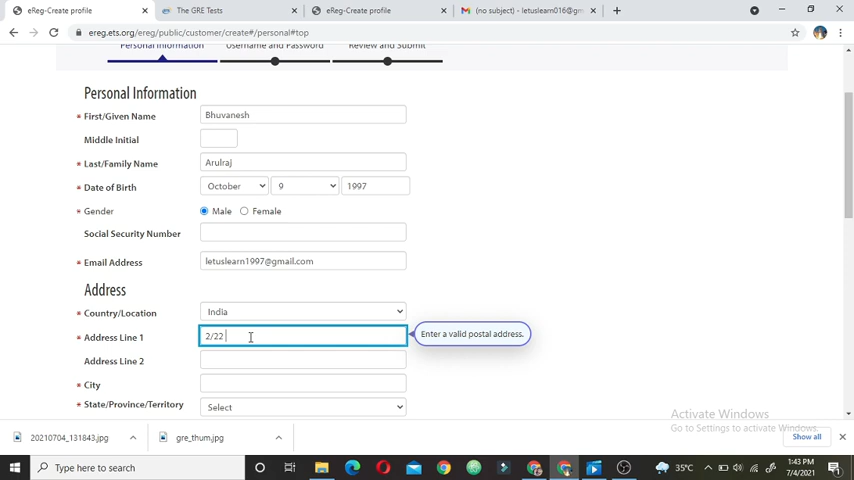 eReg-Create profile
The GRE Tests
eReg-Create profile
(no subject) - letuslearn016@gm
ereg.ets.org/ereg/public/customer/create#/personal#top
Personal Information Username and Password Review and Submit
Personal Information
* First/Given Name Bhuvanesh
Middle Initial
* Last/Family Name Arulraj
* Date of Birth October 9 1997
* Gender Male Female
Social Security Number
* Email Address letuslearn1997@gmail.com
Address
* Country/Location India
* Address Line 1 2/22 Enter a valid postal address.
Address Line 2
* City
* State/Province/Territory Select
Activate Windows
Go to Settings to activate Windows.
20210704_131843.jpg gre_thum.jpg Show all
Type here to search 35°C 1:43 PM
7/4/2021